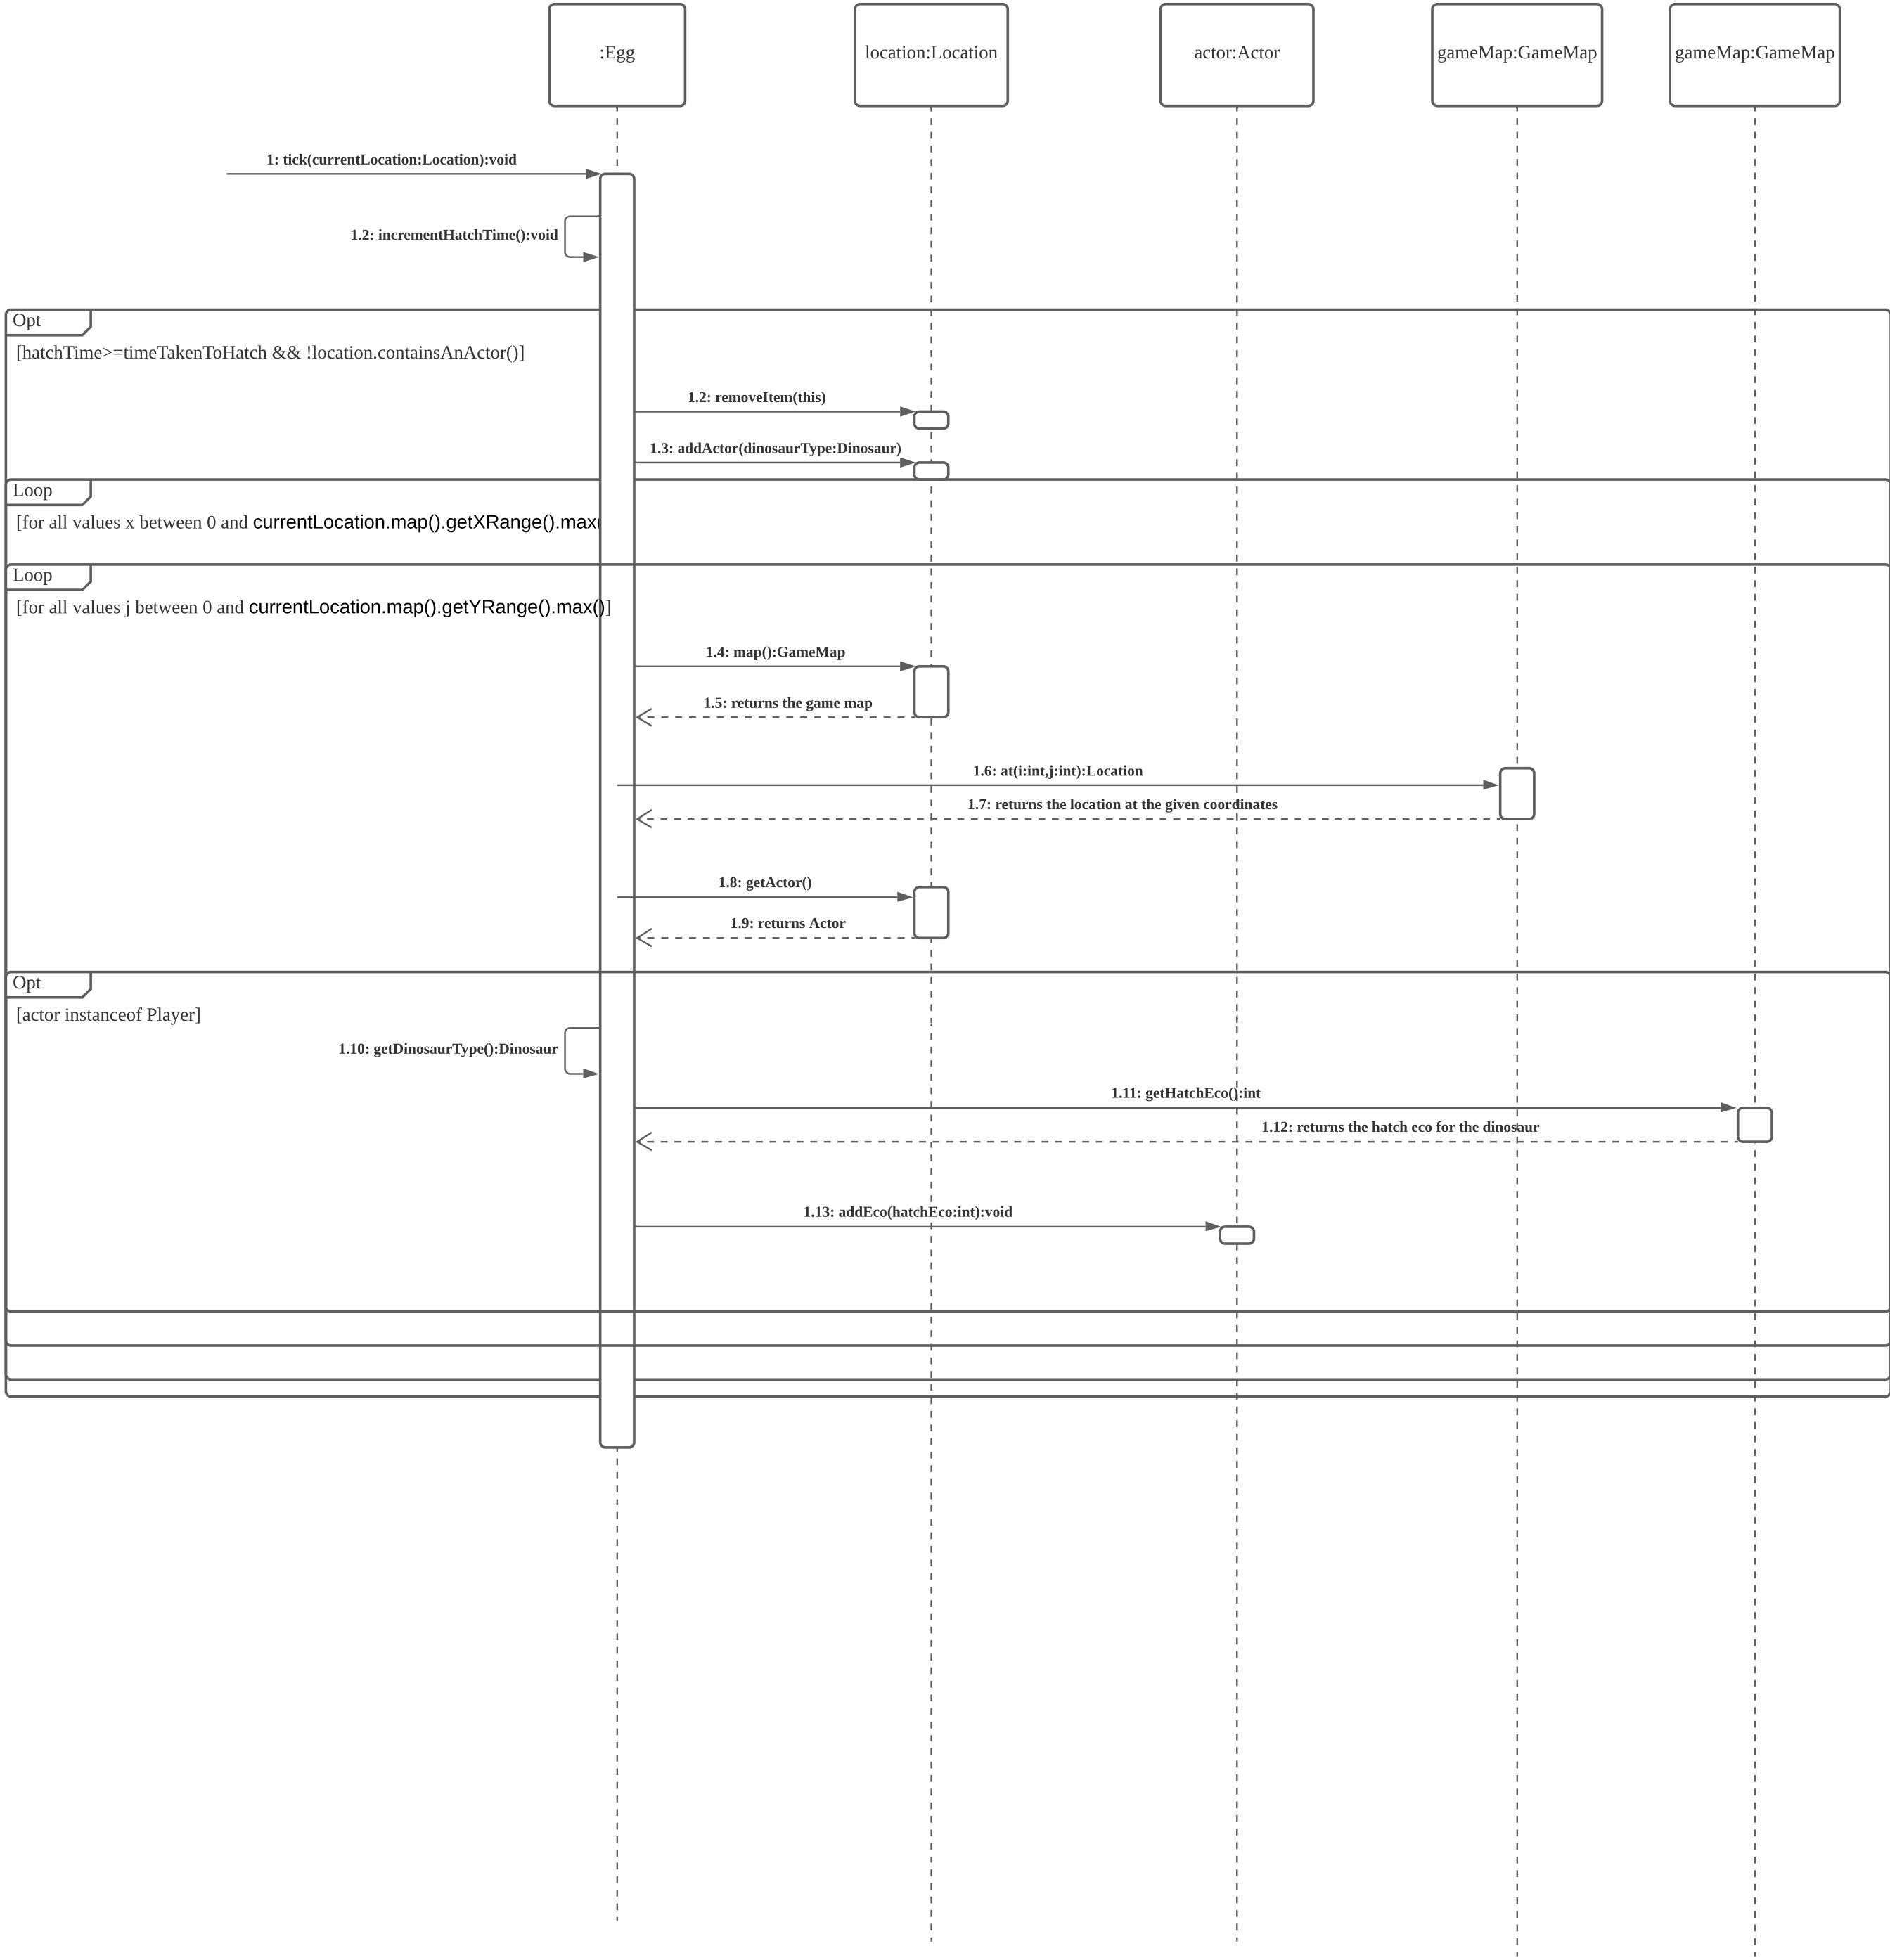 :Egg
location:Location
actor:Actor
gameMap:GameMap
gameMap:GameMap
1: tick(currentLocation:Location):void
1.2: incrementHatchTime():void
Opt
[hatchTime>=timeTakenToHatch && !location.containsAnActor()]
1.2: removeItem(this)
1.3: addActor(dinosaurType:Dinosaur)
Loop
[for all values x between 0 and currentLocation.map().getXRange().max(
Loop
[for all values j between 0 and currentLocation.map().getYRange().max()]
1.4: map():GameMap
1.5: returns the game map
1.6: at(i:int,j:int):Location
1.7: returns the location at the given coordinates
1.8: getActor()
1.9: returns Actor
Opt
[actor instanceof Player]
1.10: getDinosaurType():Dinosaur
1.11: getHatchEco():int
1.12: returns the hatch eco for the dinosaur
1.13: addEco(hatchEco:int):void